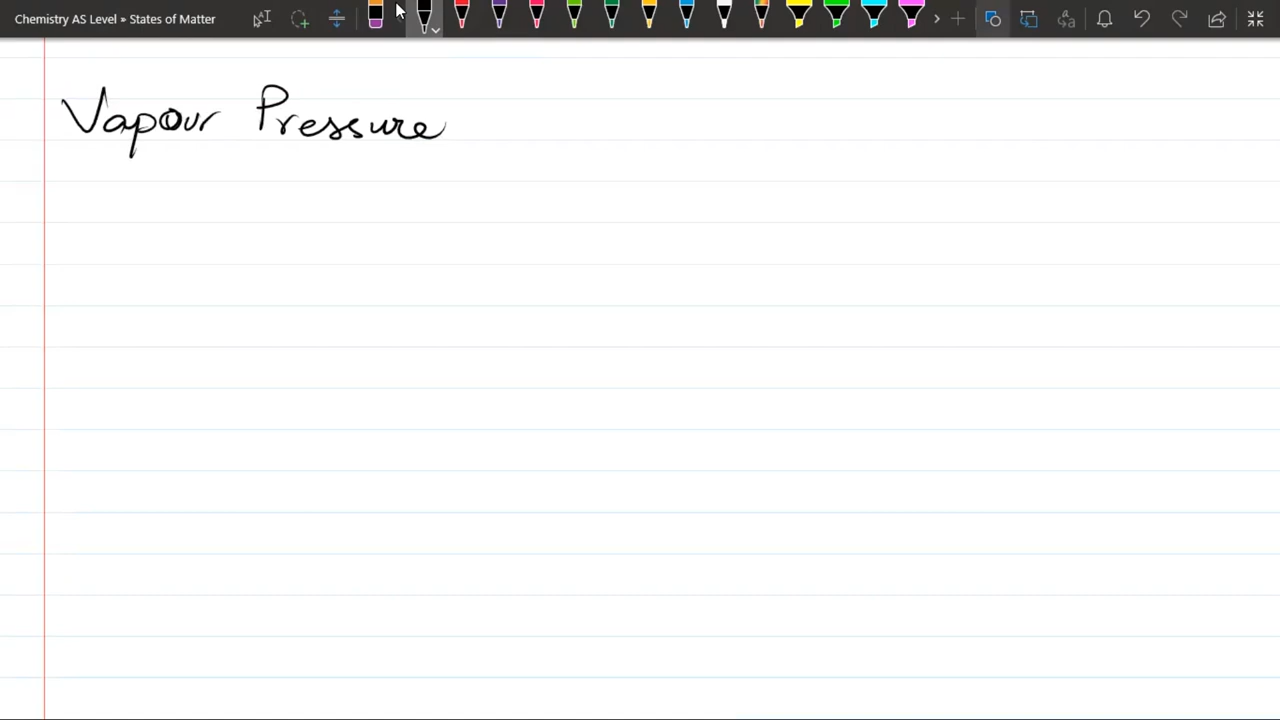 Chemistry AS Level » States of Matter
Vapour Pressure